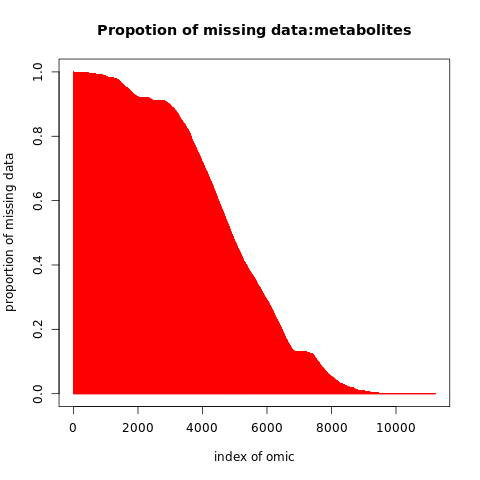 Propotion of missing data:metabolites
proportion of missing data
1.0
0.8
0.6
0.4
0.2
0.0
0 2000 4000 6000 8000 10000
index of omic